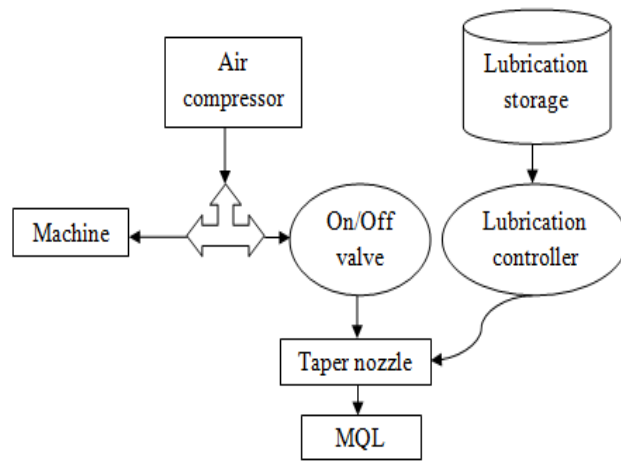 Air
compressor
Lubrication
storage
Machine
On/Off
valve
Lubrication
controller
Taper nozzle
MQL